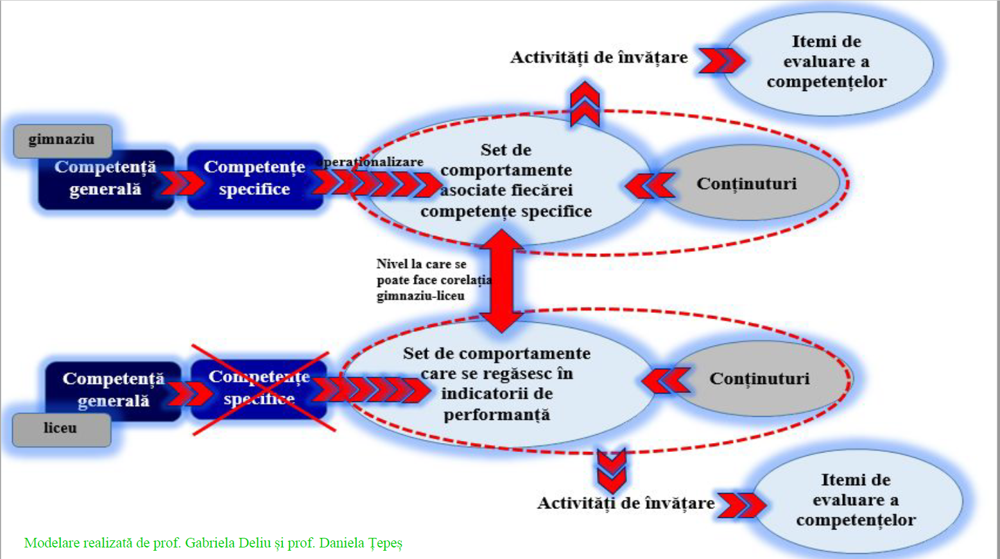 Activități de învățare
Itemi de
evaluare a
competențelor
gimnaziu
Competență
generală
Competențe
specifice
operaționalizare
Set de
comportamente
asociate fiecărei
competențe specifice
Conținuturi
Nivel la care se
poate face corelația
gimnaziu-liceu
Competență
generală
liceu
Competențe
specifice
Set de comportamente
care se regăsesc în
indicatorii de
performanță
Conținuturi
Activități de învățare
Itemi de
evaluare a
competențelor
Modelare realizată de prof. Gabriela Deliu și prof. Daniela Țepeș